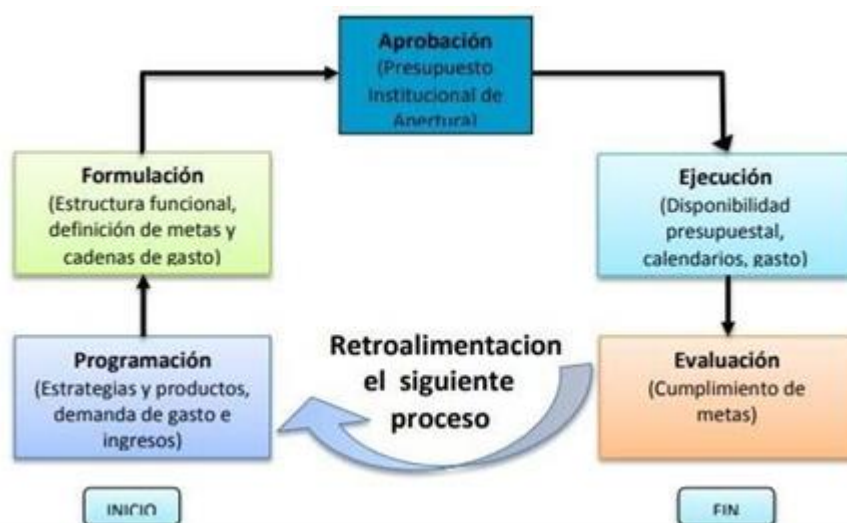 Aprobación
(Presupuesto
Institucional de
Apertura)
Formulación
(Estructura funcional,
definición de metas y
cadenas de gasto)
Ejecución
(Disponibilidad
presupuestal,
calendarios, gasto)
Programación
(Estrategias y productos,
demanda de gasto e
ingresos)
Retroalimentacion
el siguiente
proceso
Evaluación
(Cumplimiento de
metas)
INICIO
FIN